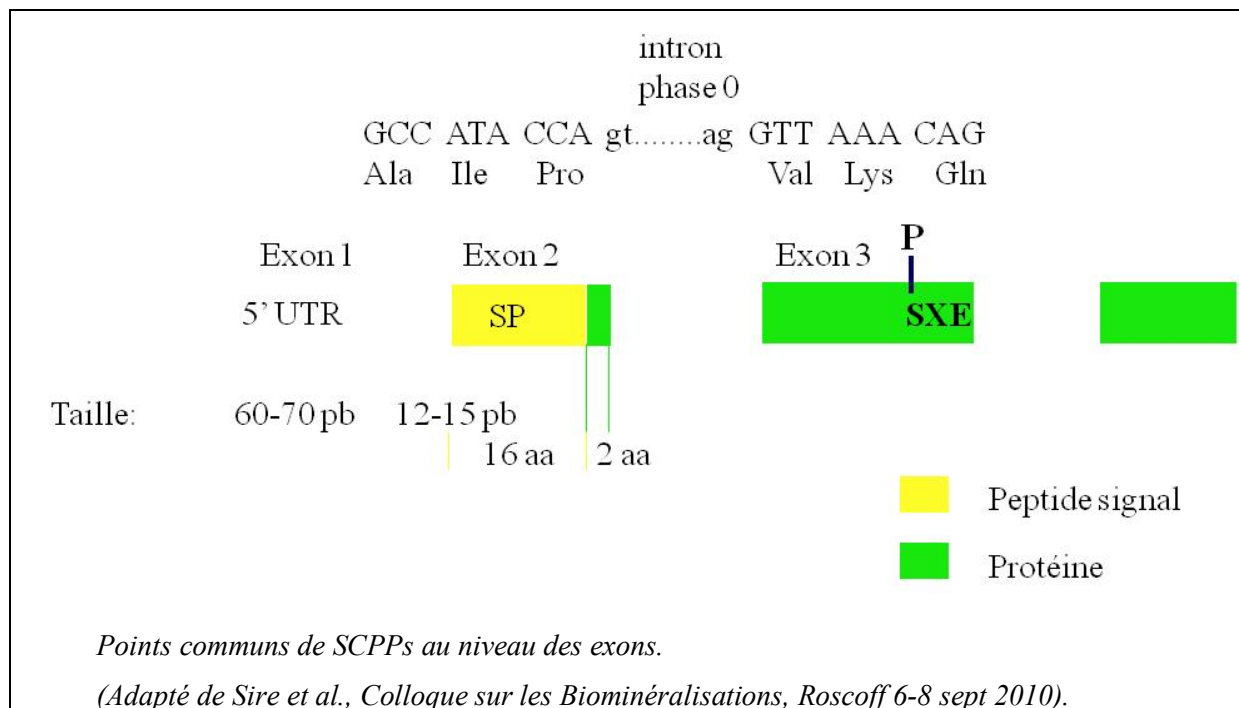 intron
phase 0
GCC ATA CCA gt........ag GTT AAA CAG
Ala Ile Pro Val Lys Gln
P
Exon 1 Exon 2 Exon 3
5' UTR SP SXE
Taille: 60-70 pb 12-15 pb
16 aa 2 aa
Peptide signal
Protéine
Points communs de SCPPs au niveau des exons.
(Adapté de Sire et al., Colloque sur les Biominéralisations, Roscoff 6-8 sept 2010).